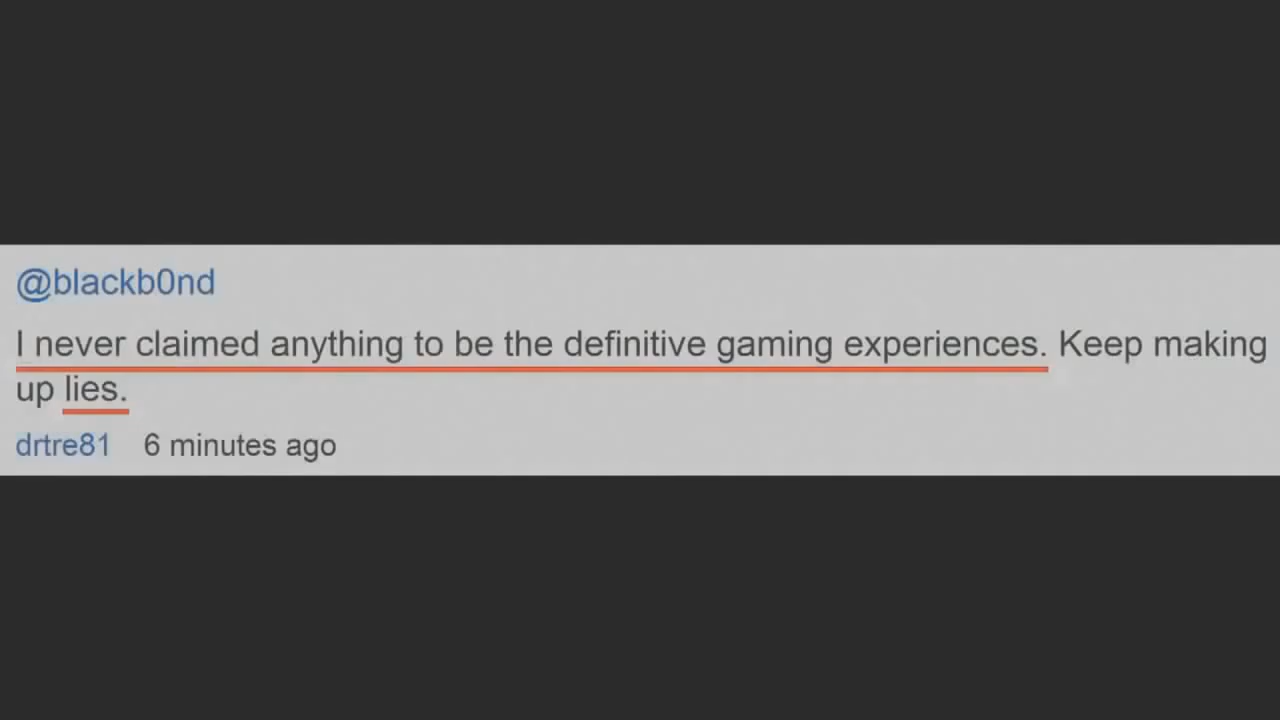 @blackb0nd
I never claimed anything to be the definitive gaming experiences. Keep making
up lies.
drtre81 6 minutes ago